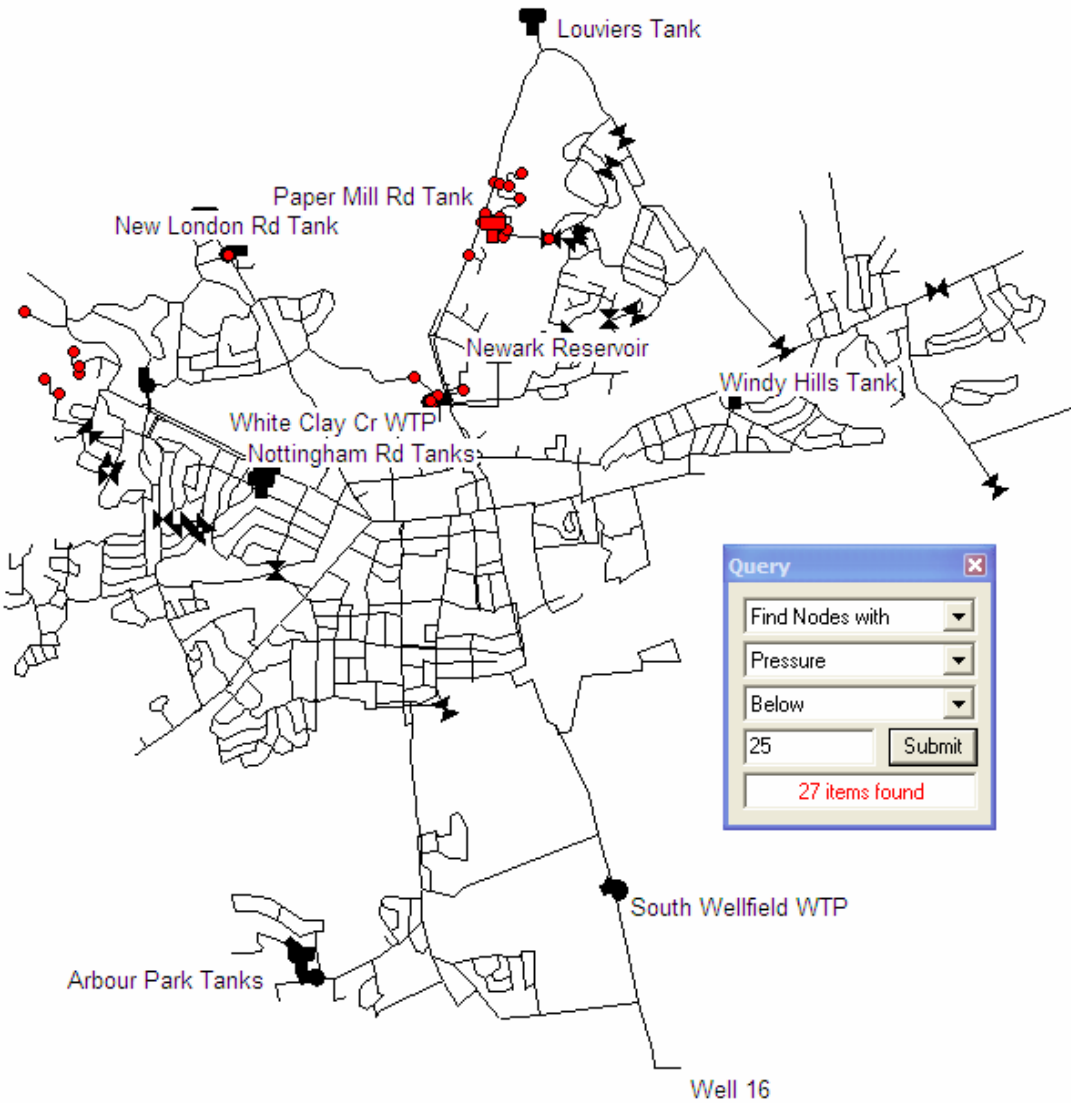 Louviers Tank
Paper Mill Rd Tank
New London Rd Tank
Newark Reservoir
Windy Hills Tank
White Clay Cr WTP
Nottingham Rd Tanks
Query
Find Nodes with
Pressure
Below
25
Submit
27 items found
South Wellfield WTP
Arbour Park Tanks
Well 16